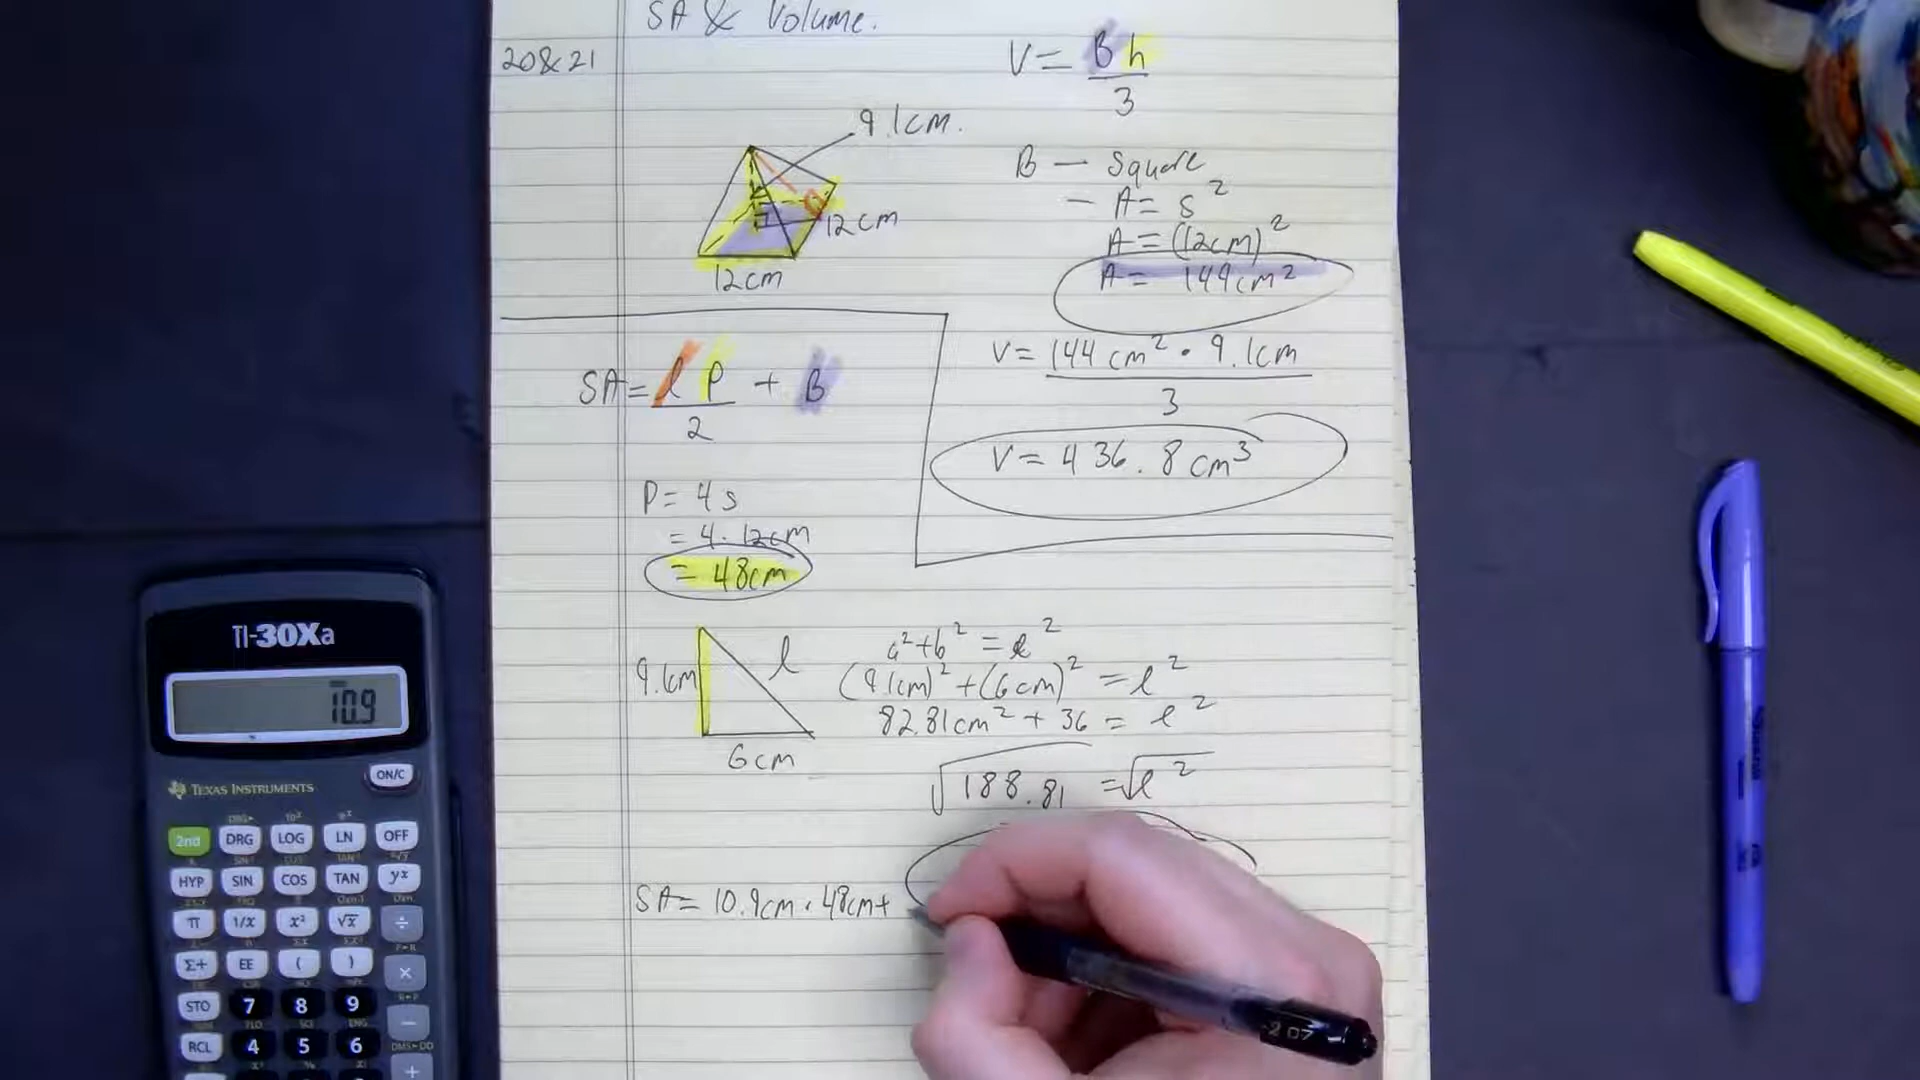 SA & Volume.
20&21
V = Bh
3
9.1cm.
12cm
12cm
B — Square
— A = s²
A = (12cm)²
A = 144cm²
V = 144 cm² • 9.1cm
3
V = 436.8 cm³
SA = l P + B
2
P = 4s
= 4 . 12cm
= 48cm
9.1cm
l
6cm
a² + b² = l²
(9.1cm)² + (6cm)² = l²
82.81cm² + 36 = l²
√188.81 = √l²
SA = 10.9cm . 48cm +
TI-30Xa
10.9
TEXAS INSTRUMENTS
ON/C
2nd DRG LOG LN OFF
HYP SIN COS TAN yx
π 1/x x² √x ÷
Σ+ EE ( ) ×
STO 7 8 9 −
RCL 4 5 6 +
207